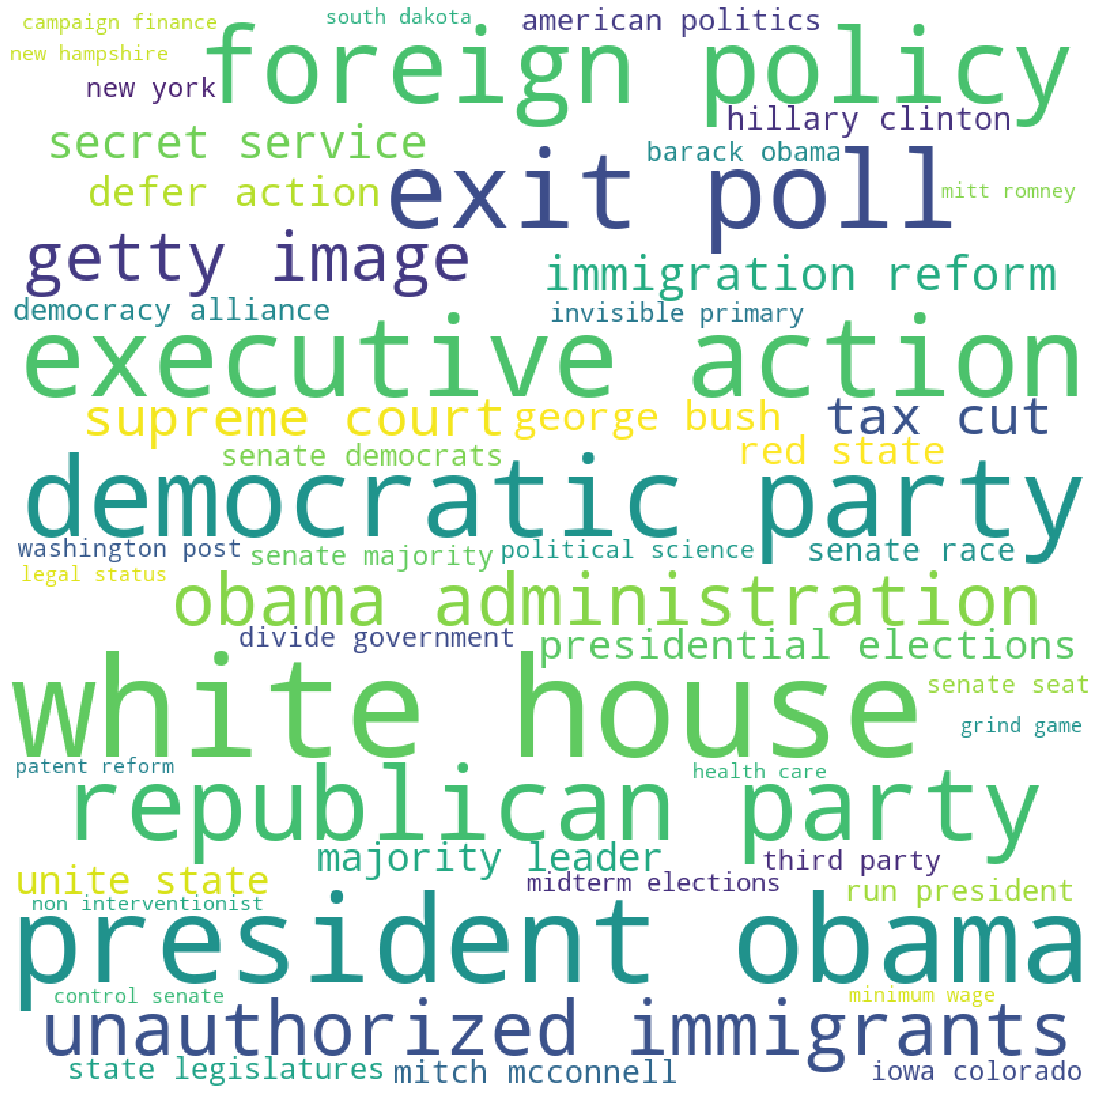 campaign finance
south dakota
american politics
new hampshire
foreign policy
new york
hillary clinton
secret service
barack obama
exit poll
defer action
mitt romney
getty image
immigration reform
democracy alliance
invisible primary
executive action
supreme court
george bush
tax cut
red state
senate democrats
democratic party
washington post
senate majority
political science
senate race
legal status
obama administration
divide government
presidential elections
white house
senate seat
grind game
patent reform
health care
republican party
majority leader
third party
unite state
midterm elections
run president
non interventionist
president obama
control senate
minimum wage
unauthorized immigrants
state legislatures
mitch mcconnell
iowa colorado